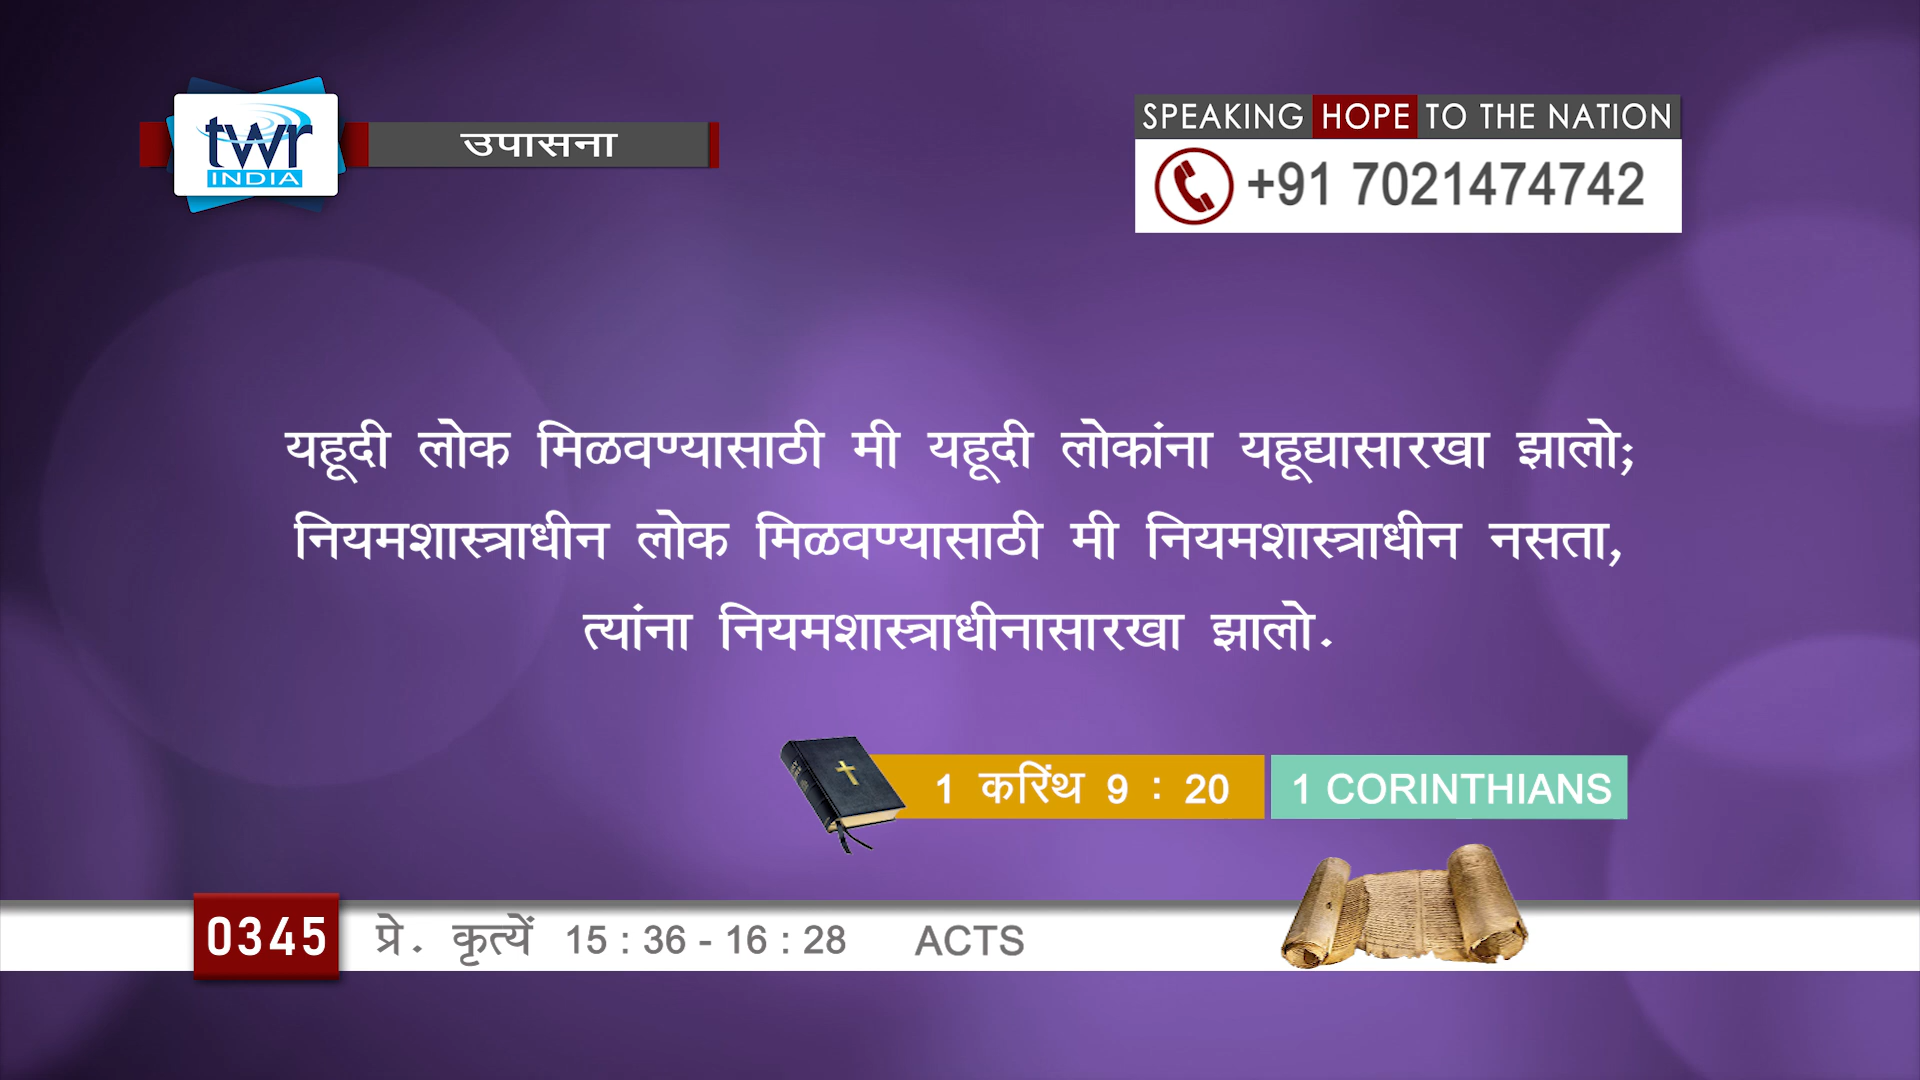 twr
INDIA
उपासना
SPEAKING HOPE TO THE NATION
+91 7021474742
यहूदी लोक मिळवण्यासाठी मी यहूदी लोकांना यहूद्यासारखा झालो;
नियमशास्त्राधीन लोक मिळवण्यासाठी मी नियमशास्त्राधीन नसता,
त्यांना नियमशास्त्राधीनासारखा झालो.
1 करिंथ 9 : 20
1 CORINTHIANS
0345
प्रे. कृत्यें 15 : 36 - 16 : 28 ACTS